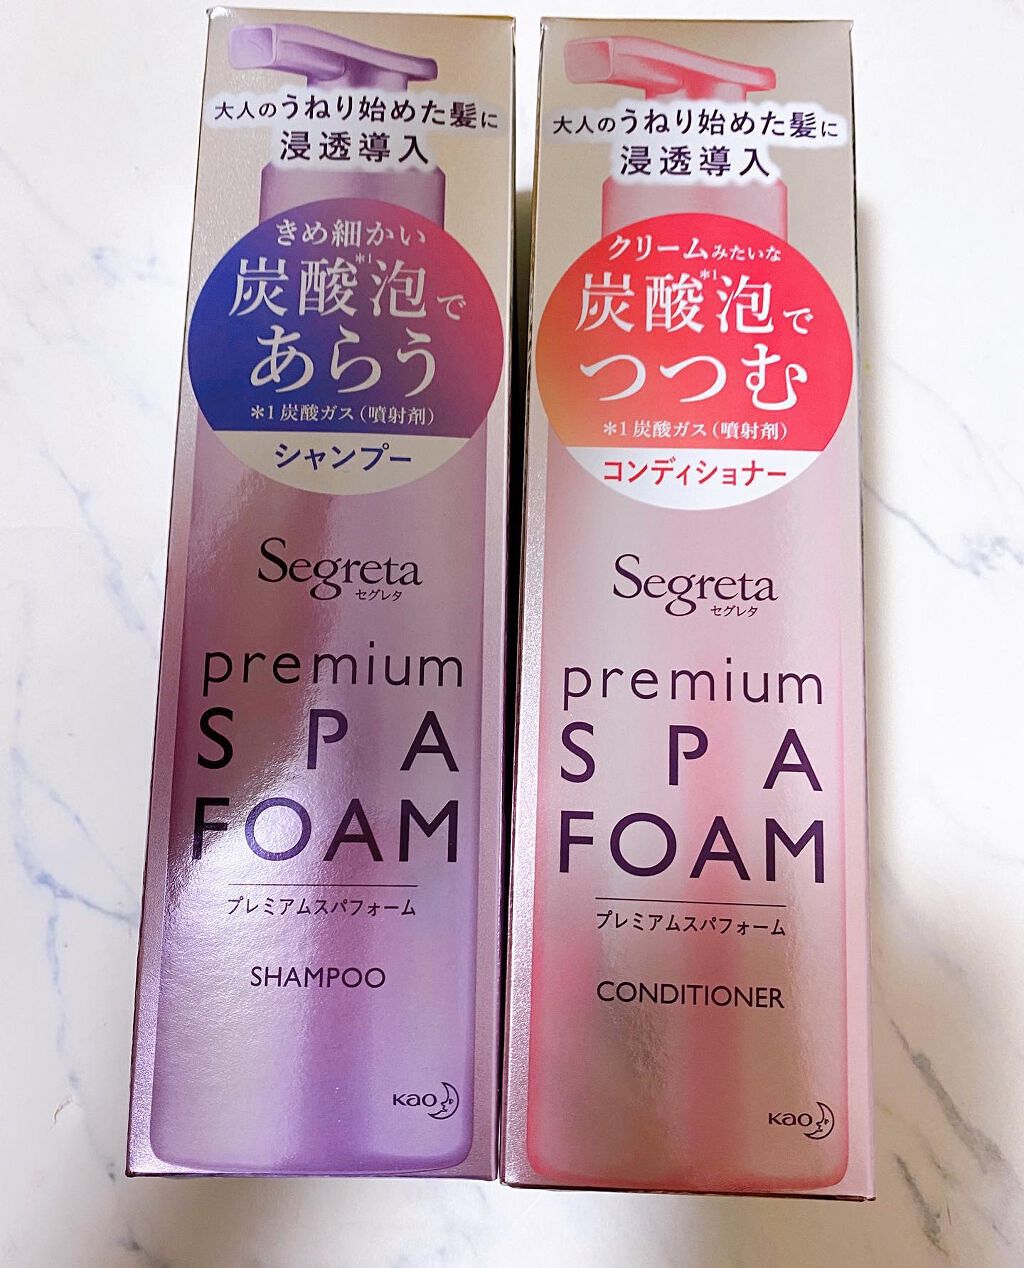 大人のうねり始めた髪に
浸透導入
きめ細かい
炭酸*1泡で
あらう
*1 炭酸ガス（噴射剤）
シャンプー
Segreta
セグレタ
premium
SPA
FOAM
プレミアムスパフォーム
SHAMPOO
Kao
大人のうねり始めた髪に
浸透導入
クリームみたいな
炭酸*1泡で
つつむ
*1 炭酸ガス（噴射剤）
コンディショナー
Segreta
セグレタ
premium
SPA
FOAM
プレミアムスパフォーム
CONDITIONER
Kao